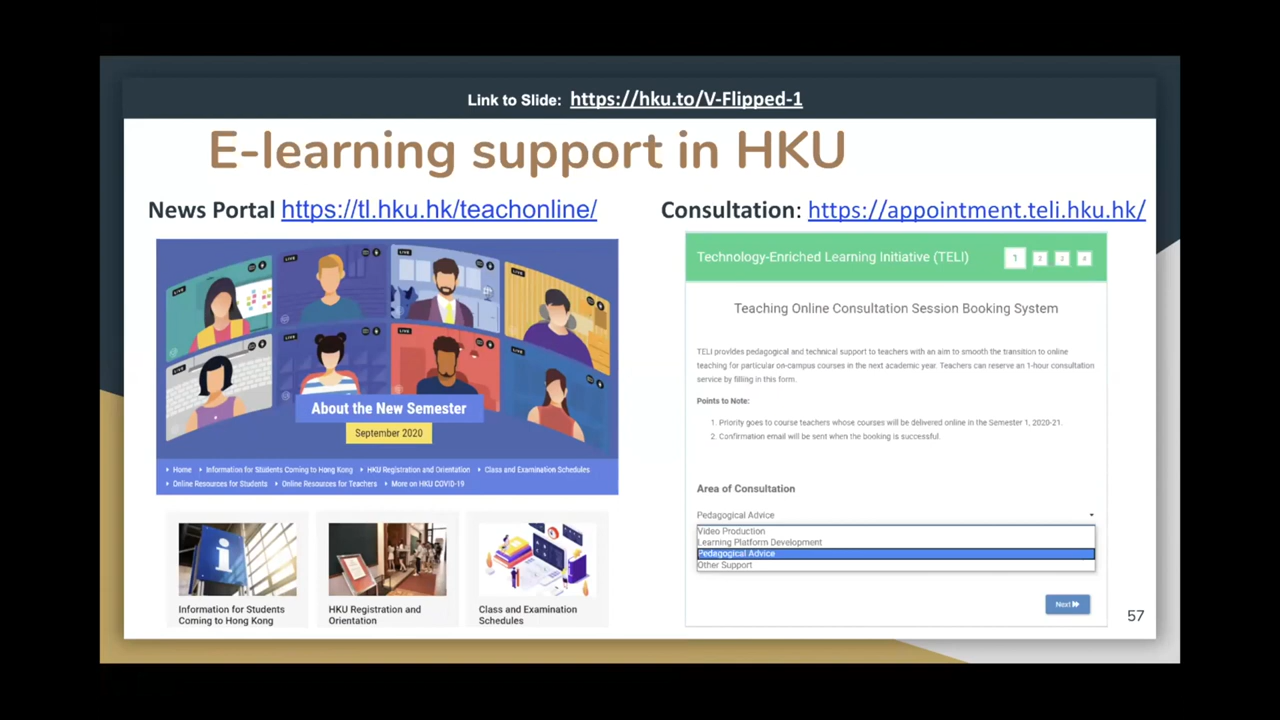 Link to Slide: https://hku.to/V-Flipped-1
E-learning support in HKU
News Portal https://tl.hku.hk/teachonline/
LIVE
LIVE
LIVE
LIVE
LIVE
LIVE
LIVE
LIVE
About the New Semester
September 2020
Home Information for Students Coming to Hong Kong HKU Registration and Orientation Class and Examination Schedules
Online Resources for Students Online Resources for Teachers More on HKU COVID-19
Information for Students
Coming to Hong Kong
HKU Registration and
Orientation
Class and Examination
Schedules
Consultation: https://appointment.teli.hku.hk/
Technology-Enriched Learning Initiative (TELI) 1 2 3 4
Teaching Online Consultation Session Booking System
TELI provides pedagogical and technical support to teachers with an aim to smooth the transition to online
teaching for particular on-campus courses in the next academic year. Teachers can reserve an 1-hour consultation
service by filling in this form.
Points to Note:
1. Priority goes to course teachers whose courses will be delivered online in the Semester 1, 2020-21.
2. Confirmation email will be sent when the booking is successful.
Area of Consultation
Pedagogical Advice
Video Production
Learning Platform Development
Pedagogical Advice
Other Support
Next
57